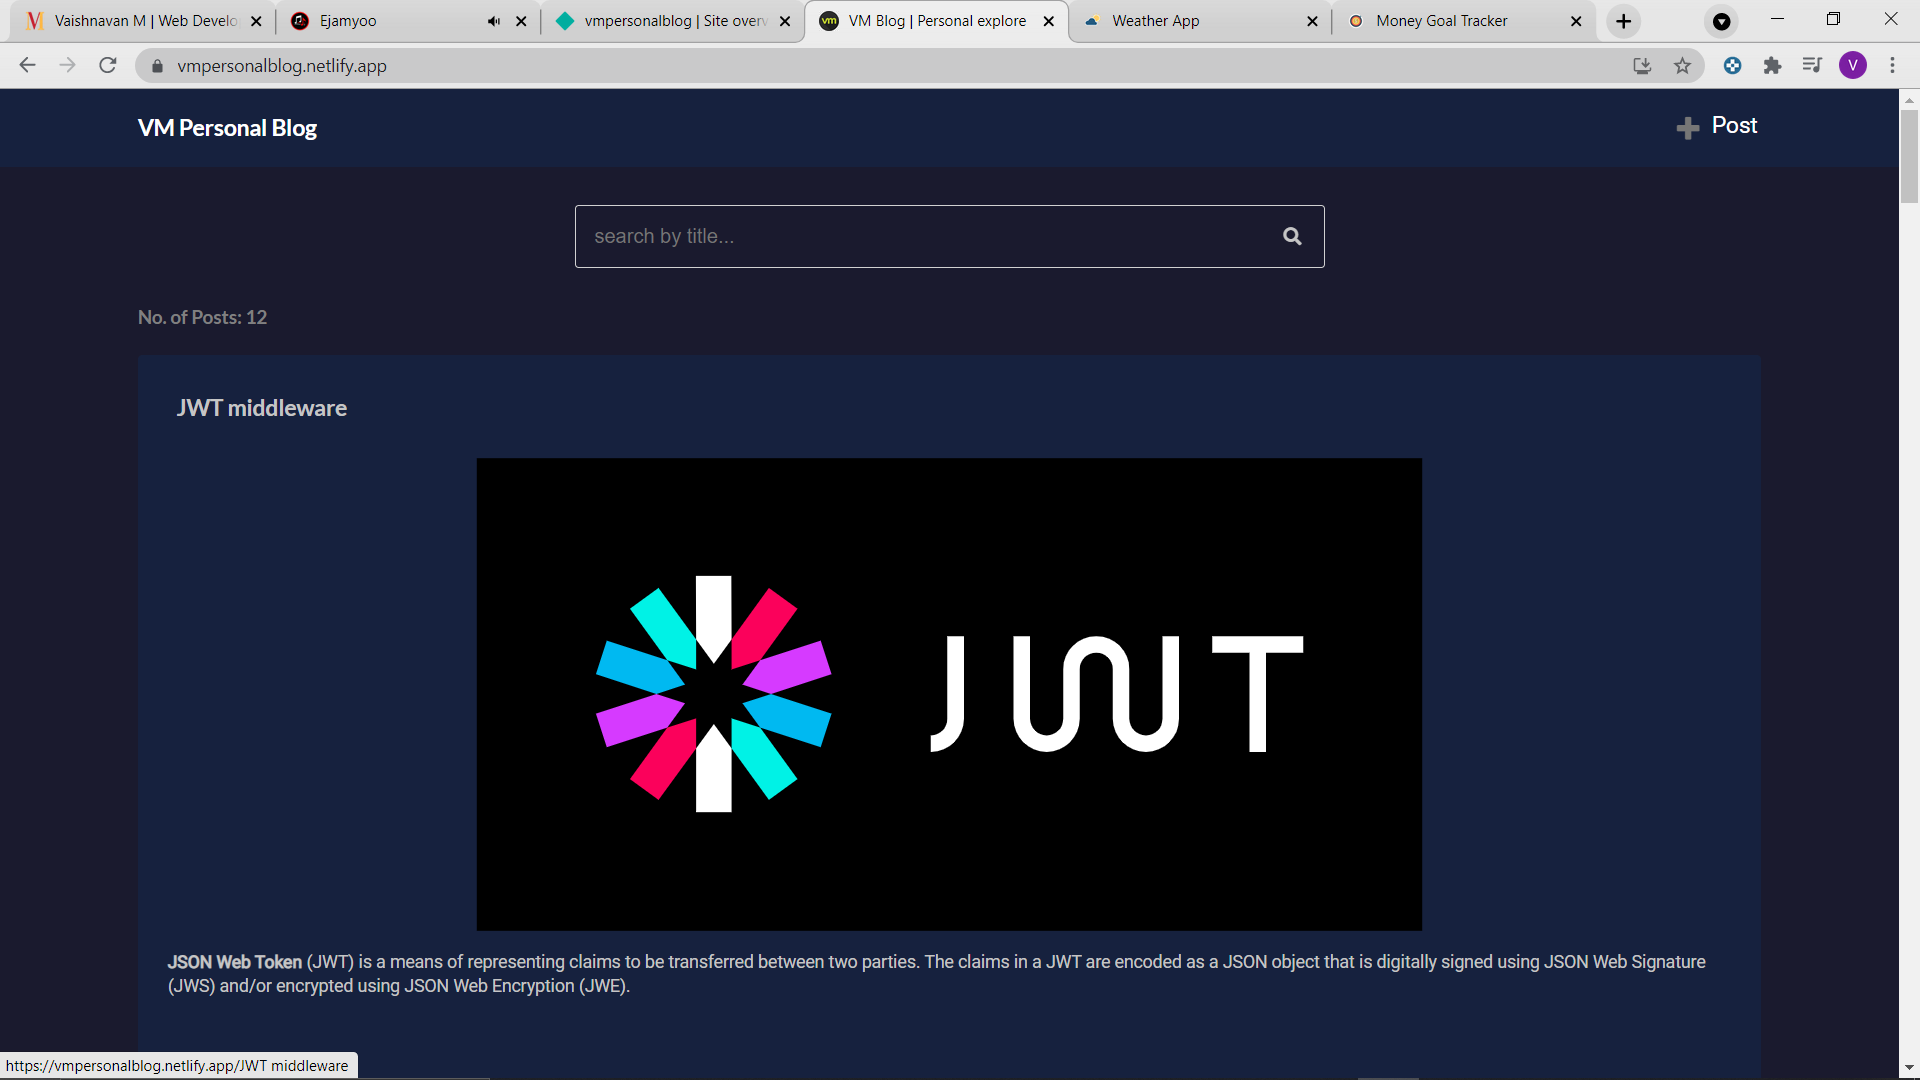 Vaishnavan M | Web Develo
Ejamyoo
vmpersonalblog | Site overv
VM Blog | Personal explore
Weather App
Money Goal Tracker
vmpersonalblog.netlify.app
V
VM Personal Blog
Post
search by title...
No. of Posts: 12
JWT middleware
JWT
JSON Web Token (JWT) is a means of representing claims to be transferred between two parties. The claims in a JWT are encoded as a JSON object that is digitally signed using JSON Web Signature
(JWS) and/or encrypted using JSON Web Encryption (JWE).
https://vmpersonalblog.netlify.app/JWT middleware